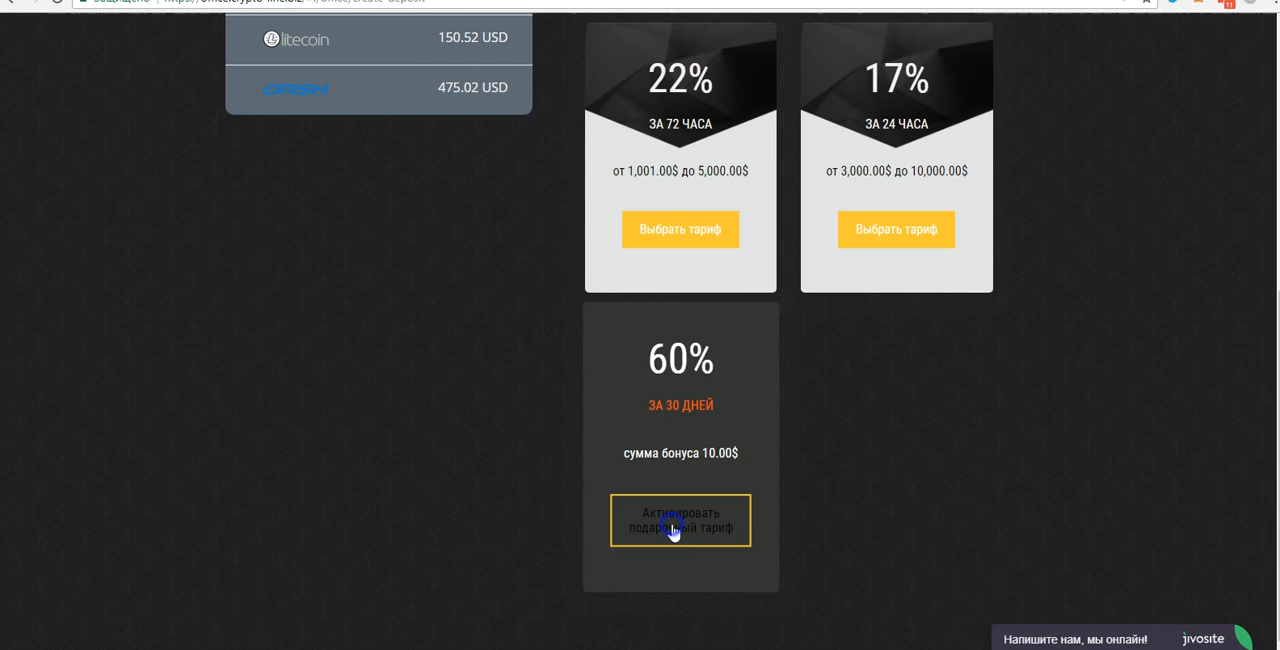 litecoin 150.52 USD
DASH 475.02 USD
22%
ЗА 72 ЧАСА
от 1,001.00$ до 5,000.00$
Выбрать тариф
17%
ЗА 24 ЧАСА
от 3,000.00$ до 10,000.00$
Выбрать тариф
60%
ЗА 30 ДНЕЙ
сумма бонуса 10.00$
Активировать
подарочный тариф
Напишите нам, мы онлайн! jivosite
11